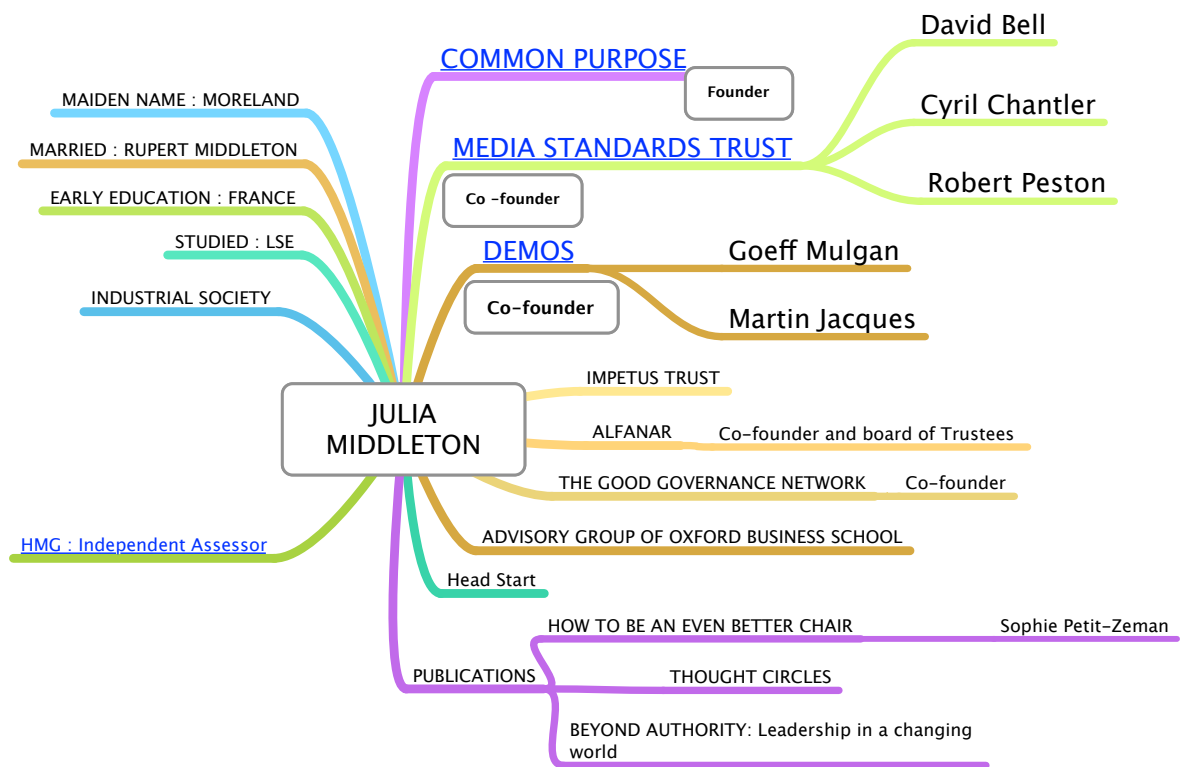 David Bell
COMMON PURPOSE
Founder
MAIDEN NAME : MORELAND
Cyril Chantler
MARRIED : RUPERT MIDDLETON
MEDIA STANDARDS TRUST
Robert Peston
EARLY EDUCATION : FRANCE
Co -founder
STUDIED : LSE
DEMOS
Goeff Mulgan
INDUSTRIAL SOCIETY
Co-founder
Martin Jacques
IMPETUS TRUST
JULIA
MIDDLETON
ALFANAR
Co-founder and board of Trustees
THE GOOD GOVERNANCE NETWORK
Co-founder
HMG : Independent Assessor
ADVISORY GROUP OF OXFORD BUSINESS SCHOOL
Head Start
HOW TO BE AN EVEN BETTER CHAIR
Sophie Petit-Zeman
PUBLICATIONS
THOUGHT CIRCLES
BEYOND AUTHORITY: Leadership in a changing
world